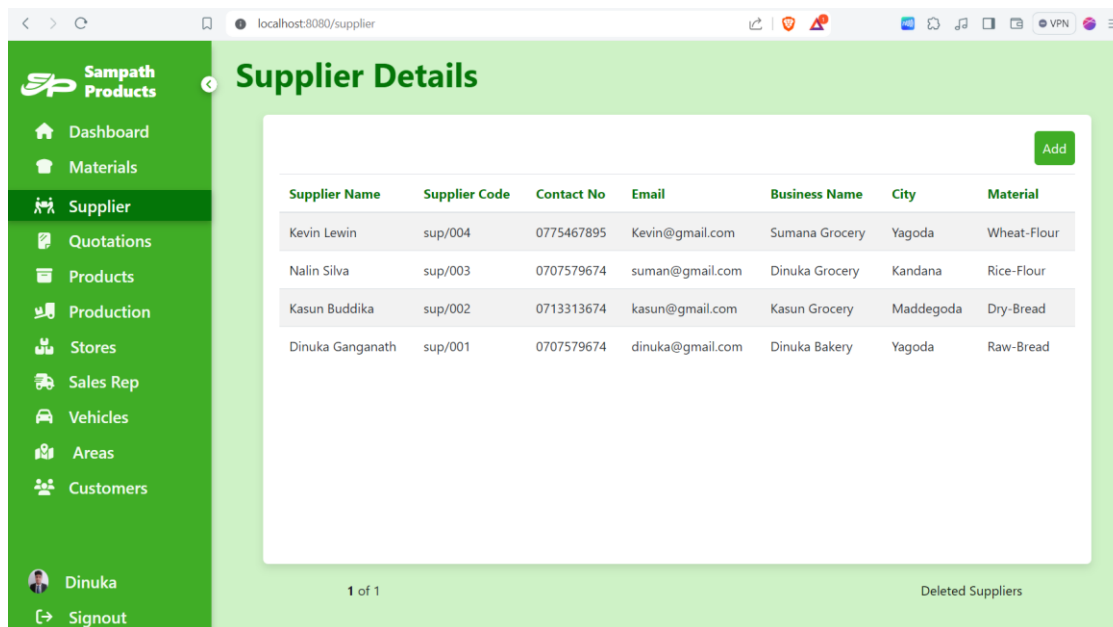 localhost:8080/supplier
VPN
Sampath
Products
Dashboard
Materials
Supplier
Quotations
Products
Production
Stores
Sales Rep
Vehicles
Areas
Customers
Dinuka
Signout
Supplier Details
Add
Supplier Name Supplier Code Contact No Email Business Name City Material
Kevin Lewin sup/004 0775467895 Kevin@gmail.com Sumana Grocery Yagoda Wheat-Flour
Nalin Silva sup/003 0707579674 suman@gmail.com Dinuka Grocery Kandana Rice-Flour
Kasun Buddika sup/002 0713313674 kasun@gmail.com Kasun Grocery Maddegoda Dry-Bread
Dinuka Ganganath sup/001 0707579674 dinuka@gmail.com Dinuka Bakery Yagoda Raw-Bread
1 of 1 Deleted Suppliers